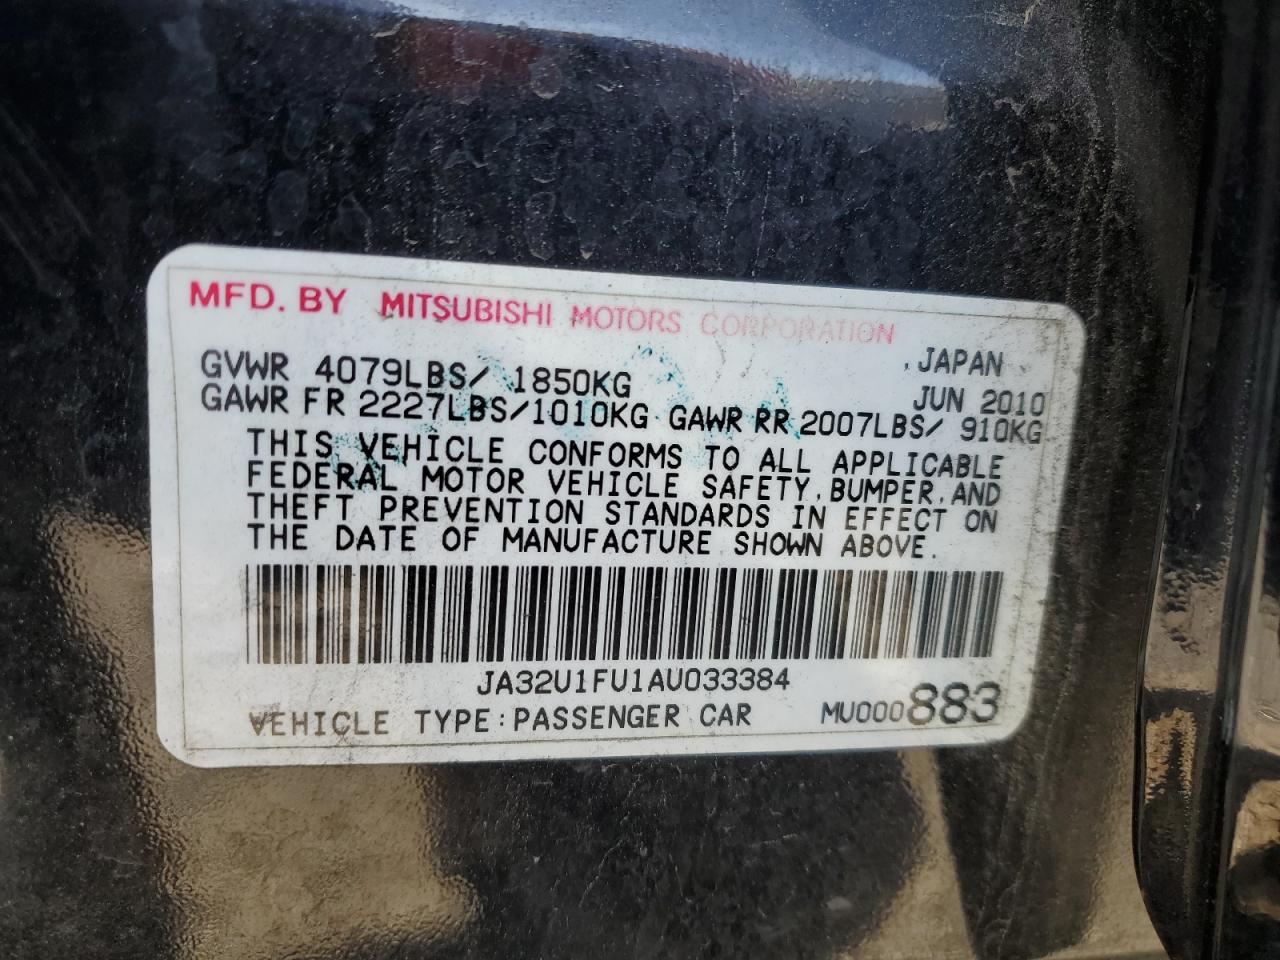 MFD. BY MITSUBISHI MOTORS CORPORATION
JAPAN
GVWR 4079LBS/ 1850KG JUN 2010
GAWR FR 2227LBS/1010KG GAWR RR 2007LBS/ 910KG
THIS VEHICLE CONFORMS TO ALL APPLICABLE
FEDERAL MOTOR VEHICLE SAFETY, BUMPER, AND
THEFT PREVENTION STANDARDS IN EFFECT ON
THE DATE OF MANUFACTURE SHOWN ABOVE.
JA32U1FU1AU033384
VEHICLE TYPE:PASSENGER CAR MU000883